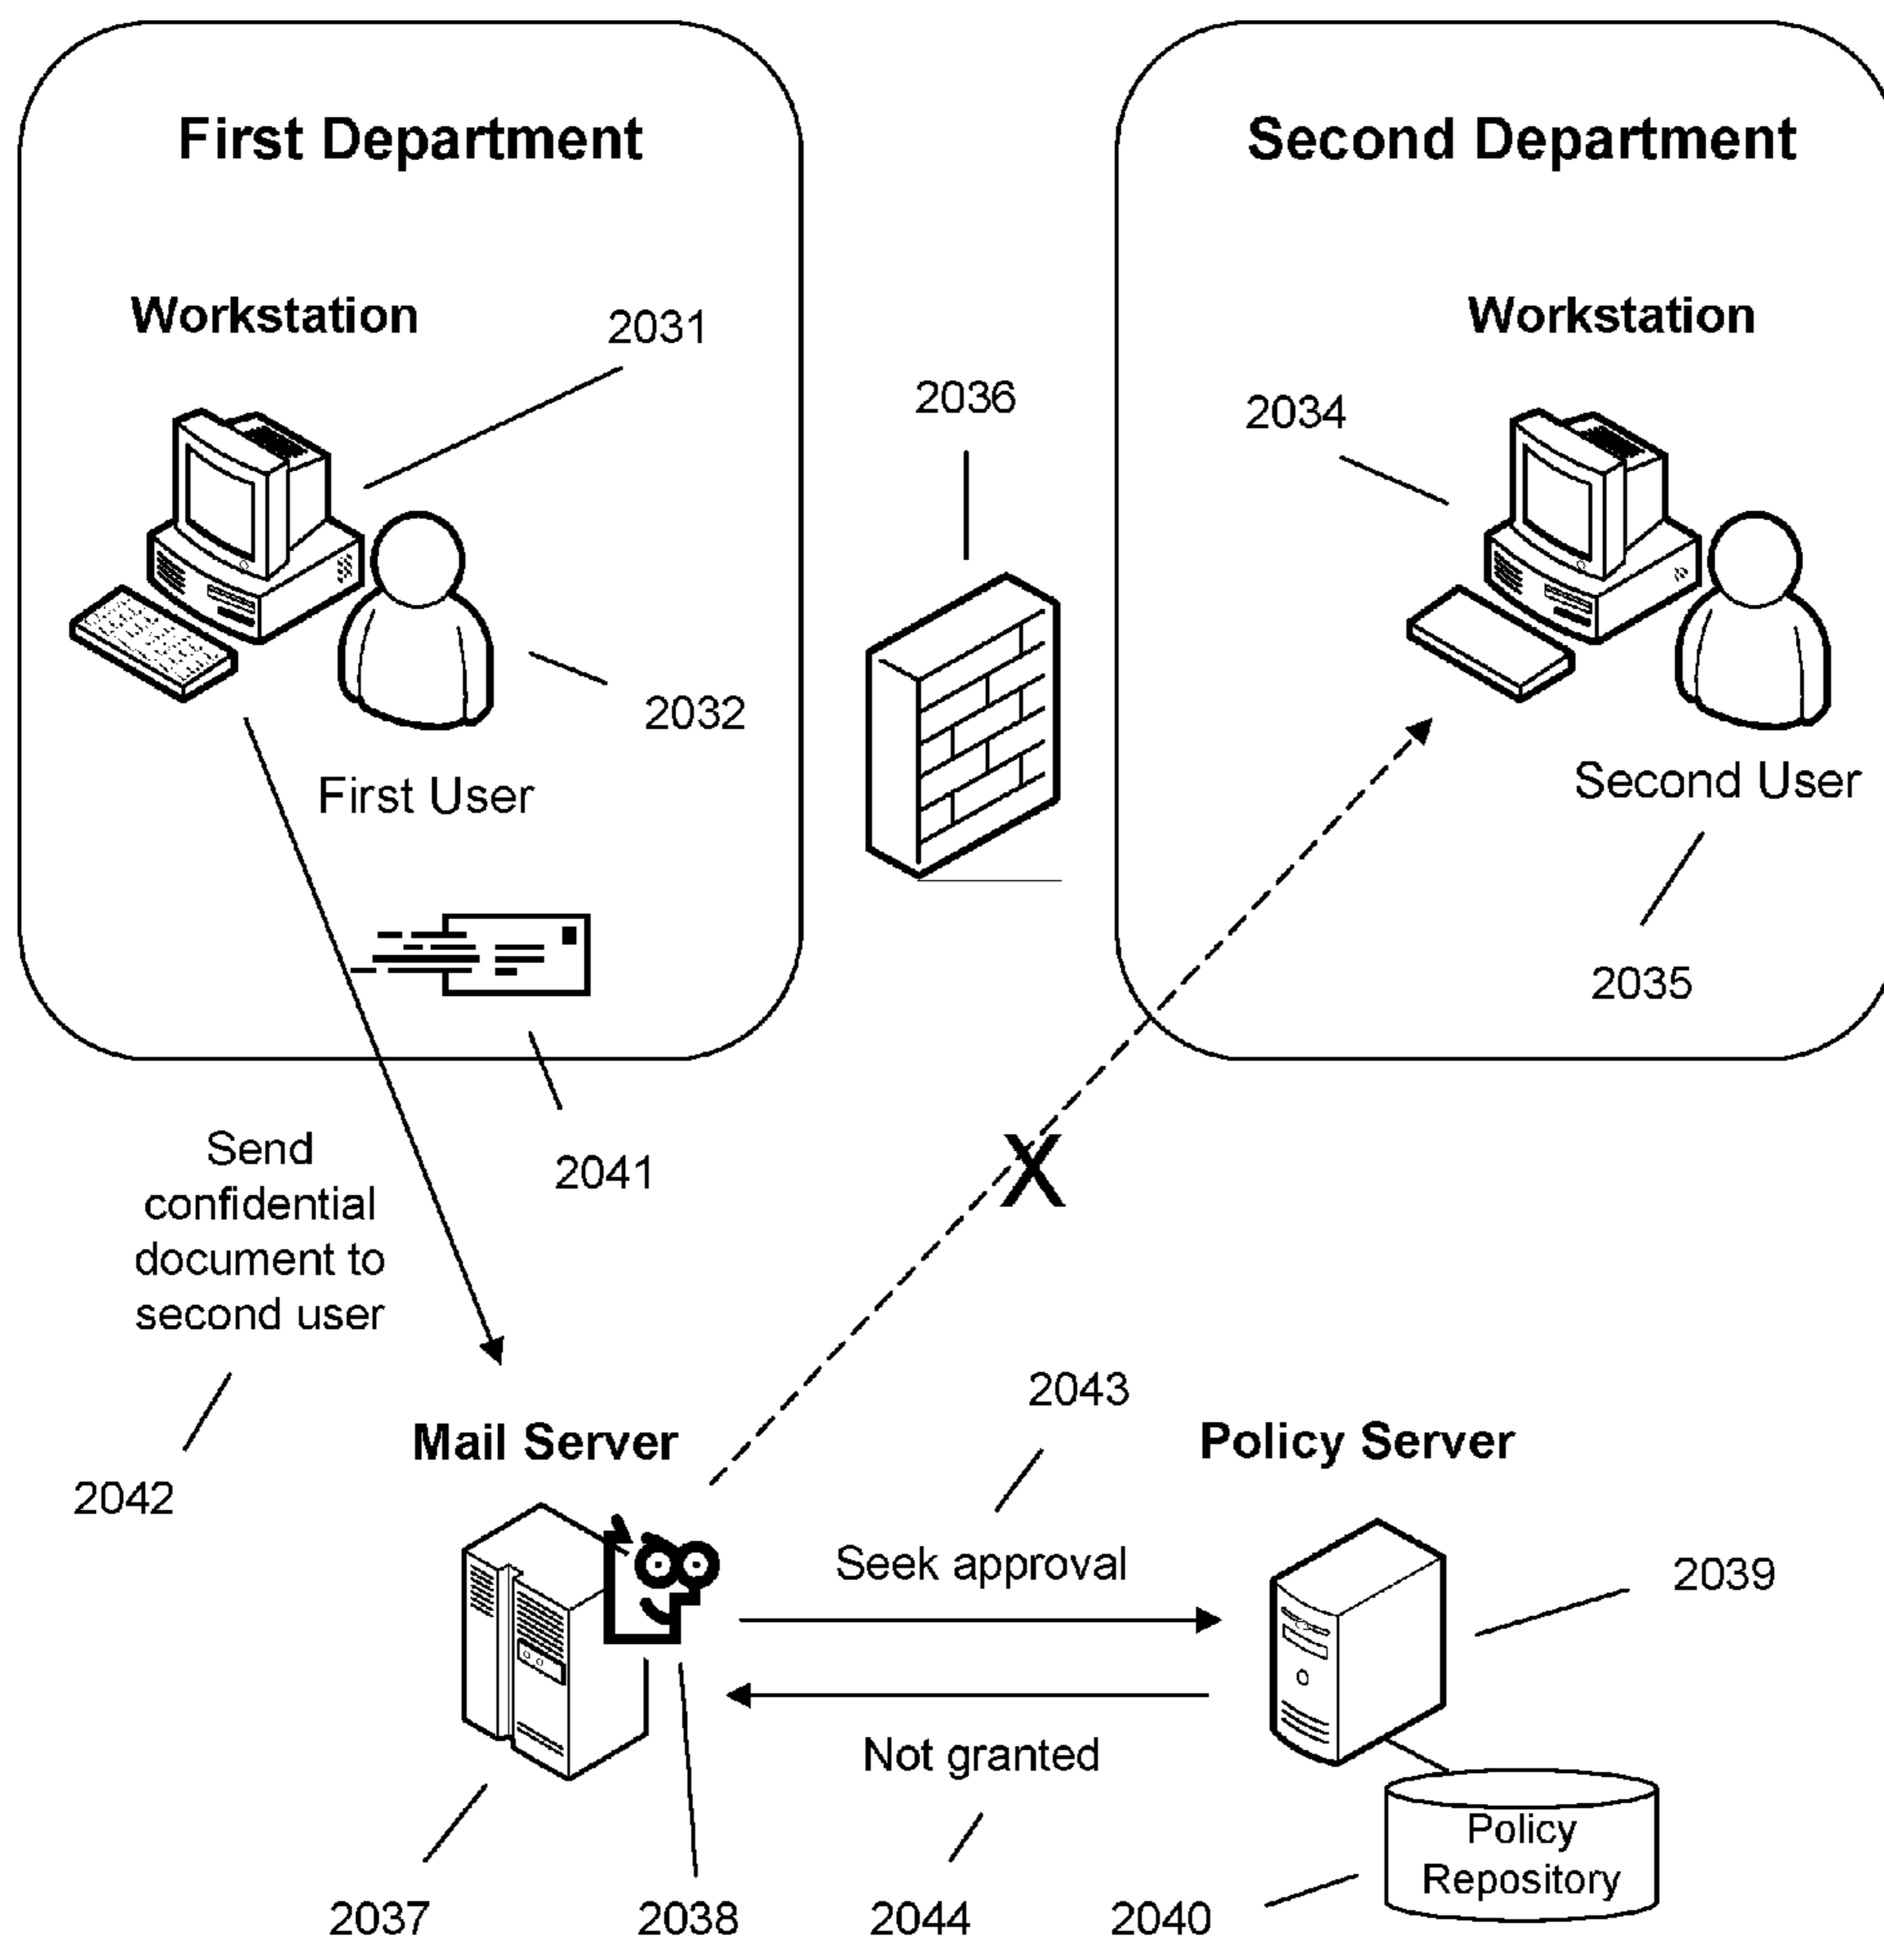 First Department
Second Department
Workstation
2031
Workstation
2036
2034
2032
First User
Second User
2035
2041
Send
confidential
document to
second user
X
2043
Mail Server
Policy Server
2042
Seek approval
2039
Not granted
Policy
Repository
2037
2038
2044
2040